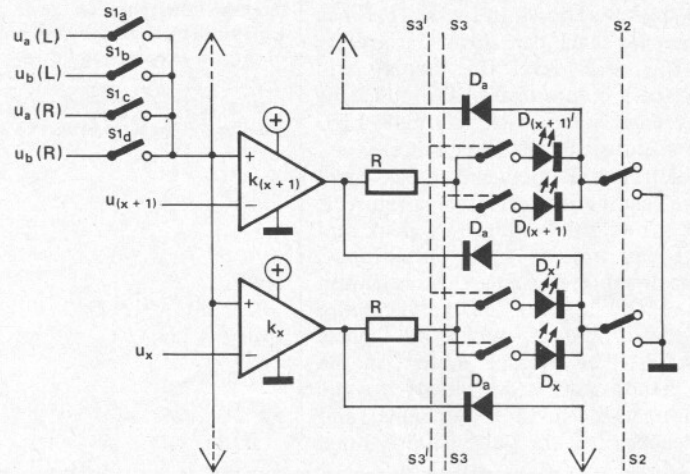 S1a
ua(L)
S1b
ub(L)
S1c
ua(R)
S1d
ub(R)
S3' S3
S2
Da
D(x+1)'
+
+
k(x+1)
R
u(x+1)
−
D(x+1)
Da
Dx'
+
+
kx
R
ux
−
Dx
Da
S3' S3
S2